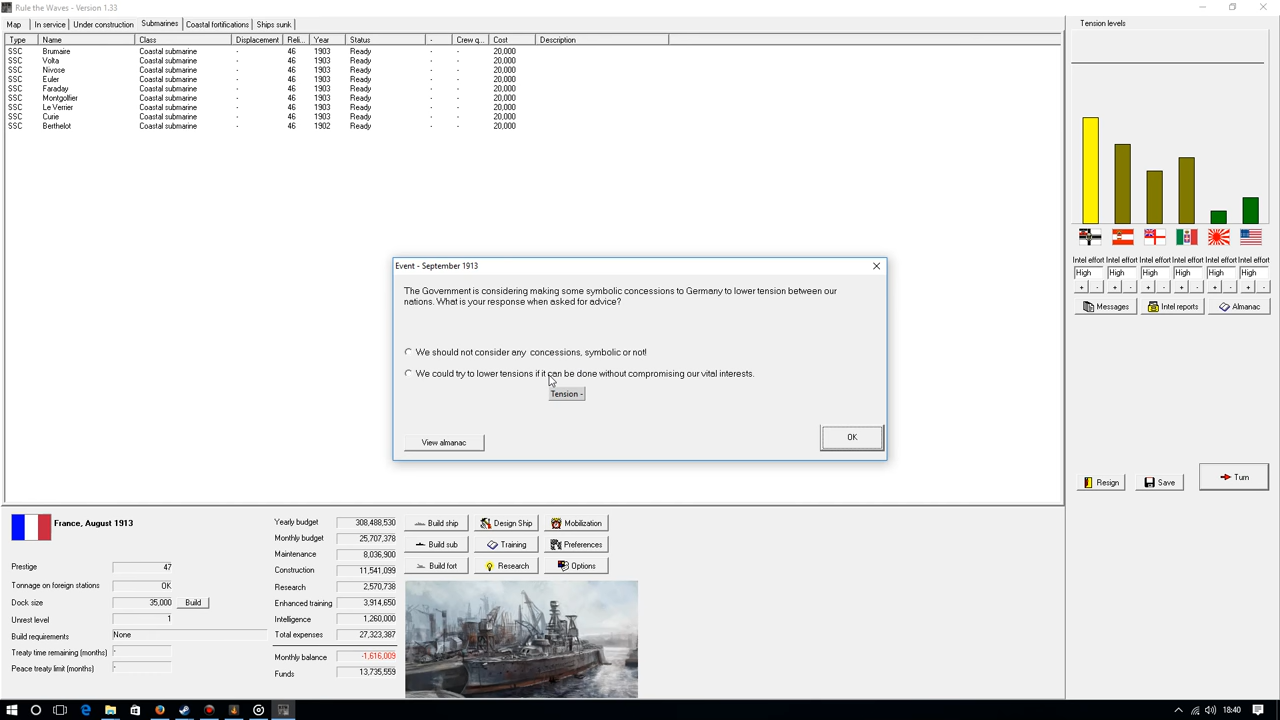 Rule the Waves - Version 1.33
Map In service Under construction Submarines Coastal fortifications Ships sunk
Type Name Class Displacement Reli... Year Status - Crew q... Cost Description
SSC Brumaire Coastal submarine - 46 1903 Ready - - 20,000
SSC Volta Coastal submarine - 46 1903 Ready - - 20,000
SSC Nivose Coastal submarine - 46 1903 Ready - - 20,000
SSC Euler Coastal submarine - 46 1903 Ready - - 20,000
SSC Faraday Coastal submarine - 46 1903 Ready - - 20,000
SSC Montgolfier Coastal submarine - 46 1903 Ready - - 20,000
SSC Le Verrier Coastal submarine - 46 1903 Ready - - 20,000
SSC Curie Coastal submarine - 46 1903 Ready - - 20,000
SSC Berthelot Coastal submarine - 46 1902 Ready - - 20,000
Tension levels
Intel effort Intel effort Intel effort Intel effort Intel effort Intel effort
High High High High High High
+ - + - + - + - + - + -
Messages Intel reports Almanac
Event - September 1913
The Government is considering making some symbolic concessions to Germany to lower tension between our
nations. What is your response when asked for advice?
We should not consider any concessions, symbolic or not!
We could try to lower tensions if it can be done without compromising our vital interests.
Tension -
View almanac OK
Resign Save Turn
France, August 1913
Prestige 47
Tonnage on foreign stations OK
Dock size 35,000 Build
Unrest level 1
Build requirements None
Treaty time remaining (months) -
Peace treaty limit (months) -
Yearly budget 308,488,530
Monthly budget 25,707,378
Maintenance 8,036,900
Construction 11,541,099
Research 2,570,738
Enhanced training 3,914,650
Intelligence 1,260,000
Total expenses 27,323,387
Monthly balance -1,616,009
Funds 13,735,559
Build ship Design Ship Mobilization
Build sub Training Preferences
Build fort Research Options
18:40